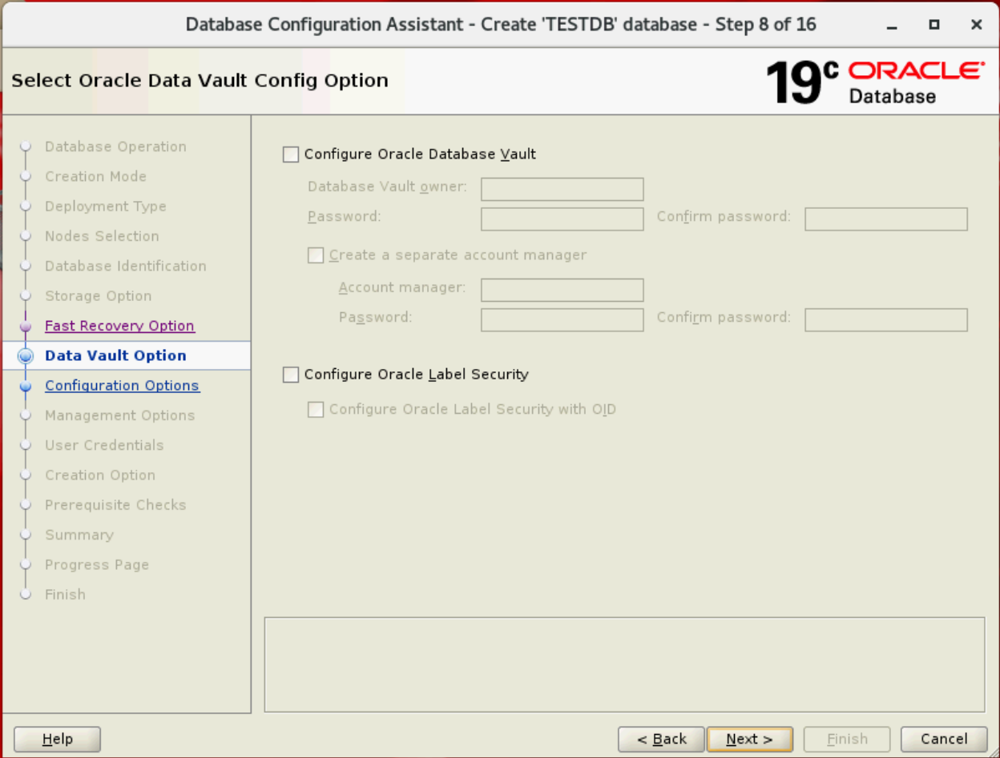 Database Configuration Assistant - Create 'TESTDB' database - Step 8 of 16
Select Oracle Data Vault Config Option
19c ORACLE
Database
Database Operation
Creation Mode
Deployment Type
Nodes Selection
Database Identification
Storage Option
Fast Recovery Option
Data Vault Option
Configuration Options
Management Options
User Credentials
Creation Option
Prerequisite Checks
Summary
Progress Page
Finish
Configure Oracle Database Vault
Database Vault owner:
Password: Confirm password:
Create a separate account manager
Account manager:
Password: Confirm password:
Configure Oracle Label Security
Configure Oracle Label Security with OID
Help < Back Next > Finish Cancel